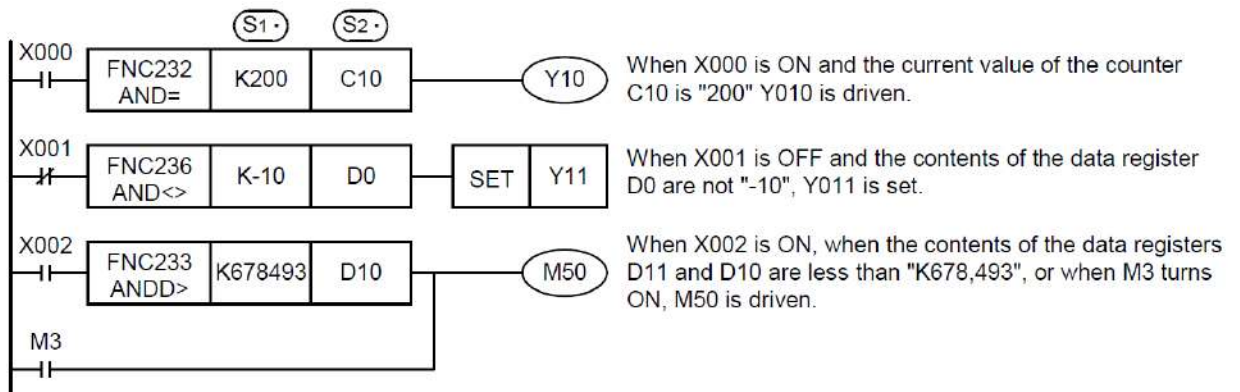 S1· S2·
X000
FNC232
AND=
K200
C10
Y10
When X000 is ON and the current value of the counter
C10 is "200" Y010 is driven.
X001
FNC236
AND<>
K-10
D0
SET
Y11
When X001 is OFF and the contents of the data register
D0 are not "-10", Y011 is set.
X002
FNC233
ANDD>
K678493
D10
M50
When X002 is ON, when the contents of the data registers
D11 and D10 are less than "K678,493", or when M3 turns
ON, M50 is driven.
M3